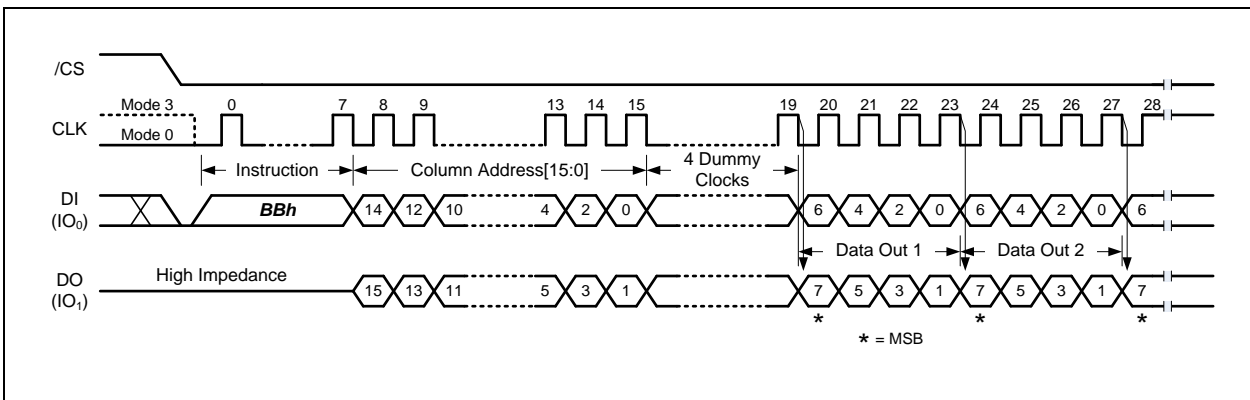 /CS
Mode 3 0 7 8 9 13 14 15 19 20 21 22 23 24 25 26 27 28
CLK
Mode 0
Instruction Column Address[15:0] 4 Dummy
Clocks
DI
(IO0) BBh 14 12 10 4 2 0 6 4 2 0 6 4 2 0 6
Data Out 1 Data Out 2
High Impedance
DO
(IO1) 15 13 11 5 3 1 7 5 3 1 7 5 3 1 7
* * *
* = MSB